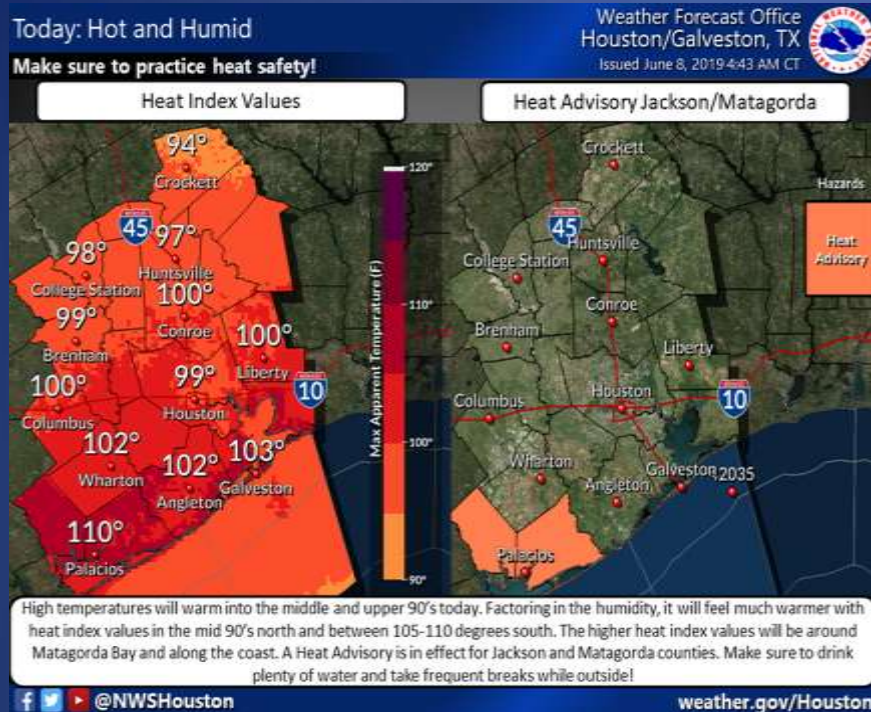 Today: Hot and Humid
Weather Forecast Office
Houston/Galveston, TX
Issued June 8, 2019 4:43 AM CT
Make sure to practice heat safety!
Heat Index Values
Heat Advisory Jackson/Matagorda
94°
Crockett
45
97°
Huntsville
98°
College Station
100°
Conroe
99°
Brenham
100°
Liberty
100°
Columbus
99°
Houston
10
102°
Wharton
102°
Angleton
103°
Galveston
110°
Palacios
Max Apparent Temperature (F)
120°
110°
100°
90°
Crockett
45
Huntsville
College Station
Conroe
Brenham
Liberty
Columbus
Houston
10
Wharton
Angleton
Galveston
42035
Palacios
Hazards
Heat
Advisory
High temperatures will warm into the middle and upper 90's today. Factoring in the humidity, it will feel much warmer with
heat index values in the mid 90's north and between 105-110 degrees south. The higher heat index values will be around
Matagorda Bay and along the coast. A Heat Advisory is in effect for Jackson and Matagorda counties. Make sure to drink
plenty of water and take frequent breaks while outside!
@NWSHouston
weather.gov/Houston